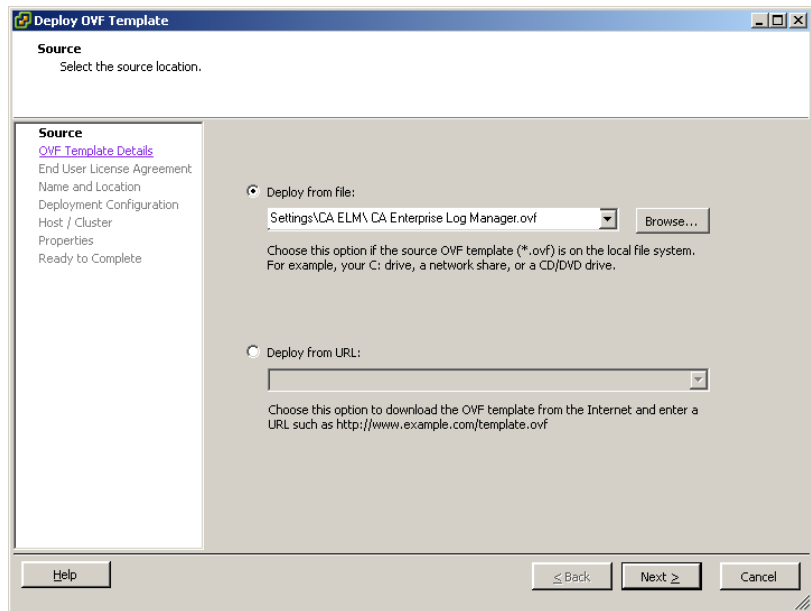 Deploy OVF Template
Source
Select the source location.
Source
OVF Template Details
End User License Agreement
Name and Location
Deployment Configuration
Host / Cluster
Properties
Ready to Complete
Deploy from file:
Settings\CA ELM\ CA Enterprise Log Manager.ovf
Browse...
Choose this option if the source OVF template (*.ovf) is on the local file system.
For example, your C: drive, a network share, or a CD/DVD drive.
Deploy from URL:
Choose this option to download the OVF template from the Internet and enter a
URL such as http://www.example.com/template.ovf
Help
≤ Back
Next ≥
Cancel